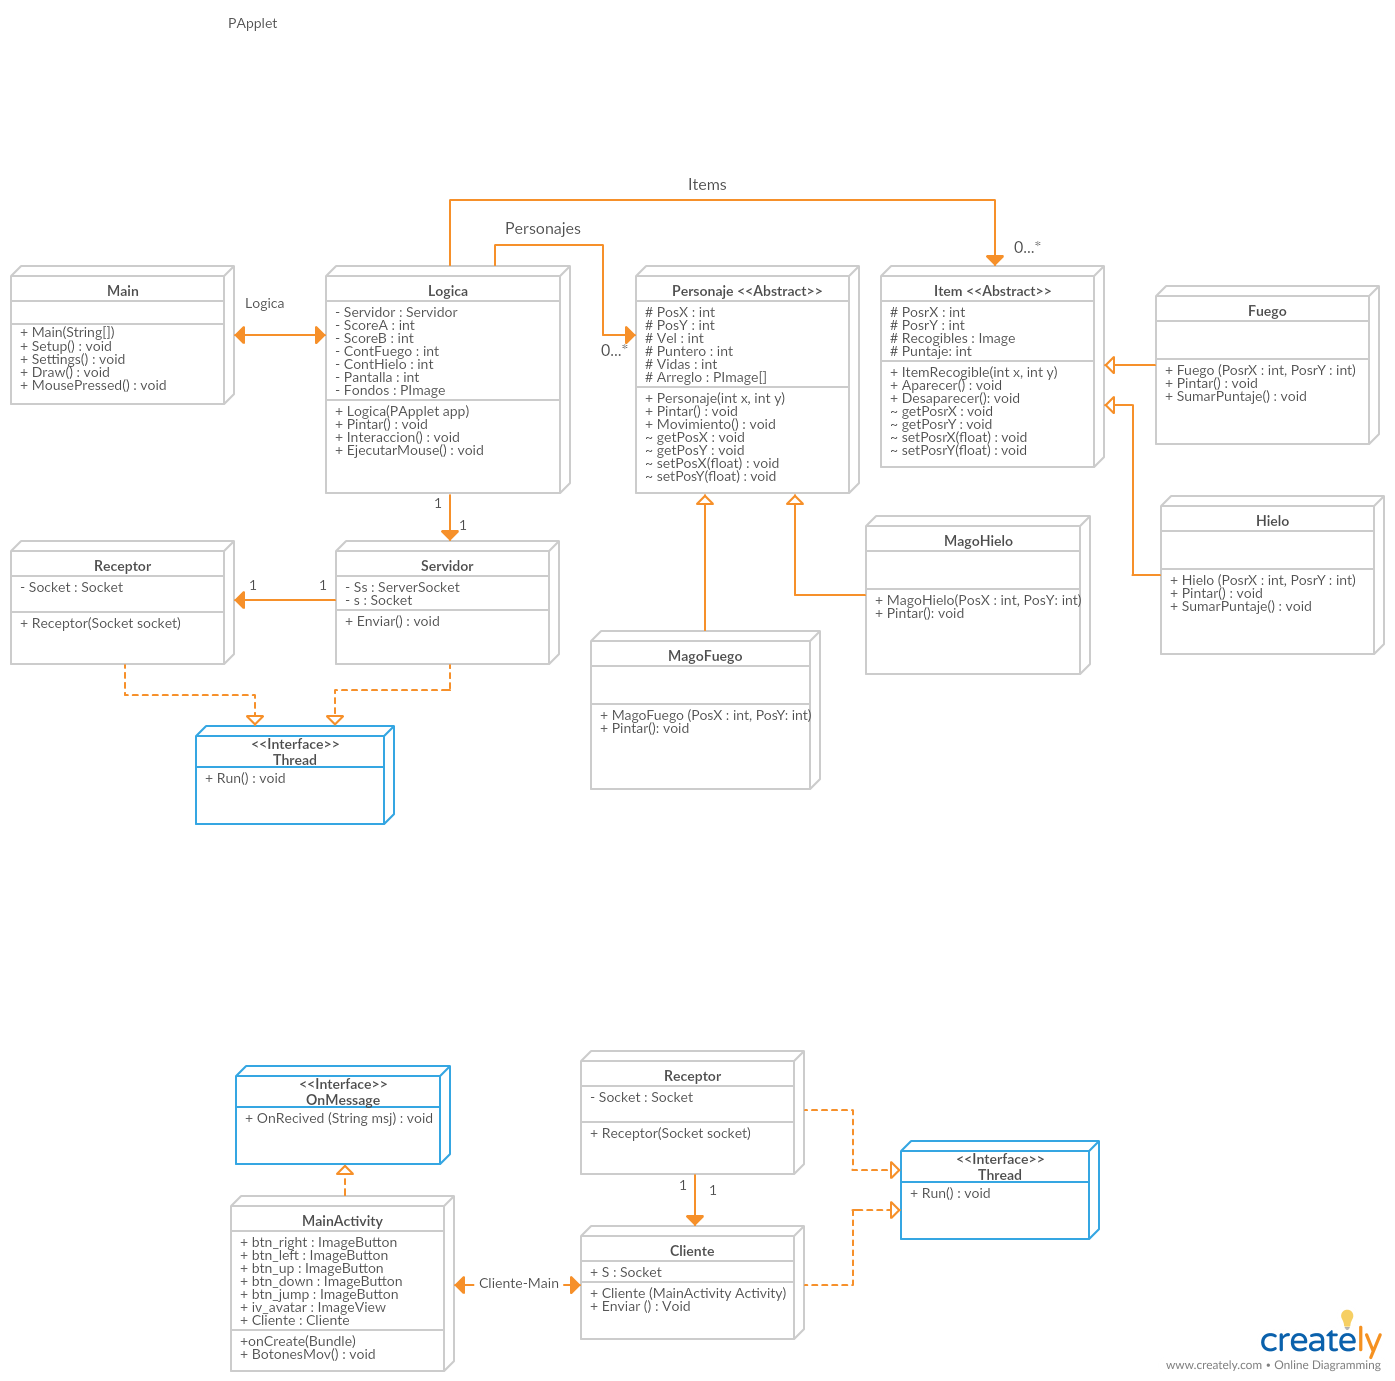 PApplet
Items
Personajes
0...*
0...*
Logica
Main
+ Main(String[])
+ Setup() : void
+ Settings() : void
+ Draw() : void
+ MousePressed() : void
Logica
- Servidor : Servidor
- ScoreA : int
- ScoreB : int
- ContFuego : int
- ContHielo : int
- Pantalla : int
- Fondos : PImage
+ Logica(PApplet app)
+ Pintar() : void
+ Interaccion() : void
+ EjecutarMouse() : void
Personaje <<Abstract>>
# PosX : int
# PosY : int
# Vel : int
# Puntero : int
# Vidas : int
# Arreglo : PImage[]
+ Personaje(int x, int y)
+ Pintar() : void
+ Movimiento() : void
~ getPosX : void
~ getPosY : void
~ setPosX(float) : void
~ setPosY(float) : void
Item <<Abstract>>
# PosrX : int
# PosrY : int
# Recogibles : Image
# Puntaje: int
+ ItemRecogible(int x, int y)
+ Aparecer() : void
+ Desaparecer(): void
~ getPosrX : void
~ getPosrY : void
~ setPosrX(float) : void
~ setPosrY(float) : void
Fuego
+ Fuego (PosrX : int, PosrY : int)
+ Pintar() : void
+ SumarPuntaje() : void
Hielo
+ Hielo (PosrX : int, PosrY : int)
+ Pintar() : void
+ SumarPuntaje() : void
MagoHielo
+ MagoHielo(PosX : int, PosY: int)
+ Pintar(): void
MagoFuego
+ MagoFuego (PosX : int, PosY: int)
+ Pintar(): void
1
1
Receptor
- Socket : Socket
+ Receptor(Socket socket)
1
1
Servidor
- Ss : ServerSocket
- s : Socket
+ Enviar() : void
<<Interface>>
Thread
+ Run() : void
<<Interface>>
OnMessage
+ OnRecived (String msj) : void
MainActivity
+ btn_right : ImageButton
+ btn_left : ImageButton
+ btn_up : ImageButton
+ btn_down : ImageButton
+ btn_jump : ImageButton
+ iv_avatar : ImageView
+ Cliente : Cliente
+onCreate(Bundle)
+ BotonesMov() : void
Cliente-Main
Receptor
- Socket : Socket
+ Receptor(Socket socket)
1
1
Cliente
+ S : Socket
+ Cliente (MainActivity Activity)
+ Enviar () : Void
<<Interface>>
Thread
+ Run() : void
creately
www.creately.com • Online Diagramming